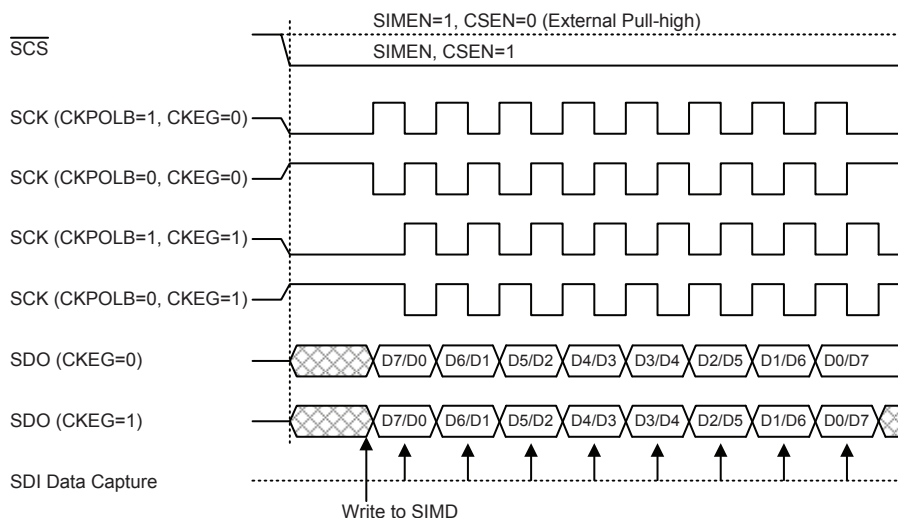 SIMEN=1, CSEN=0 (External Pull-high)
SCS
SIMEN, CSEN=1
SCK (CKPOLB=1, CKEG=0)
SCK (CKPOLB=0, CKEG=0)
SCK (CKPOLB=1, CKEG=1)
SCK (CKPOLB=0, CKEG=1)
SDO (CKEG=0) D7/D0 D6/D1 D5/D2 D4/D3 D3/D4 D2/D5 D1/D6 D0/D7
SDO (CKEG=1) D7/D0 D6/D1 D5/D2 D4/D3 D3/D4 D2/D5 D1/D6 D0/D7
SDI Data Capture
Write to SIMD